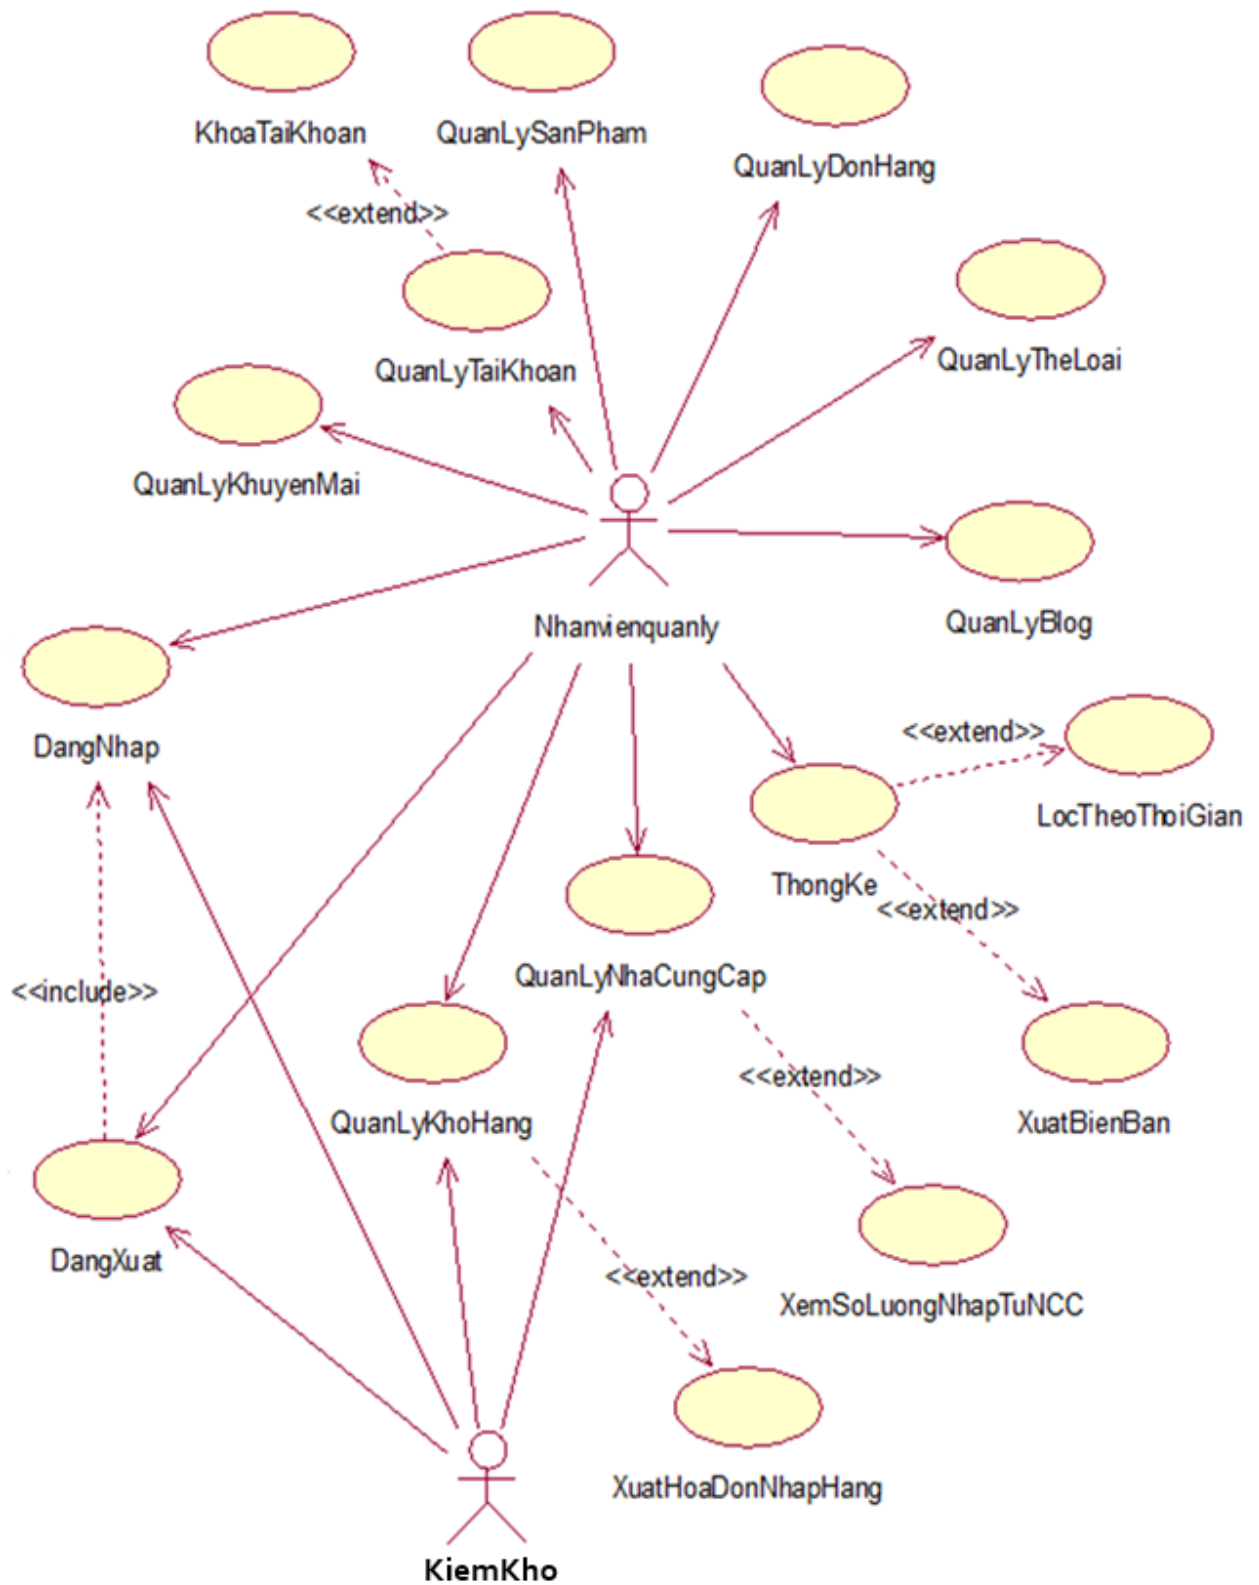 KhoaTaiKhoan
QuanLySanPham
QuanLyDonHang
<<extend>>
QuanLyTheLoai
QuanLyTaiKhoan
QuanLyKhuyenMai
QuanLyBlog
Nhanvienquanly
<<extend>>
DangNhap
LocTheoThoiGian
ThongKe
<<extend>>
QuanLyNhaCungCap
<<include>>
<<extend>>
QuanLyKhoHang
XuatBienBan
DangXuat
<<extend>>
XemSoLuongNhapTuNCC
XuatHoaDonNhapHang
KiemKho